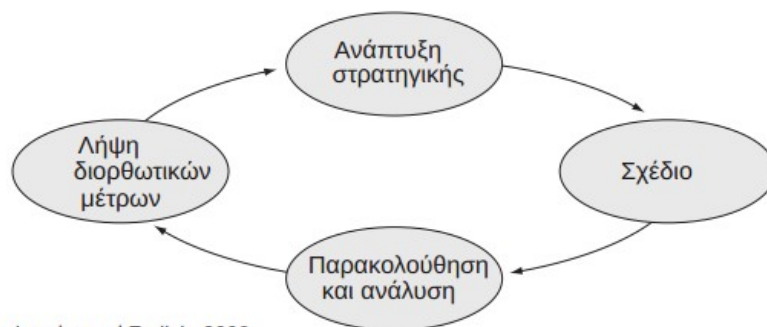 Ανάπτυξη
στρατηγικής
Λήψη
διορθωτικών
μέτρων
Σχέδιο
Παρακολούθηση
και ανάλυση